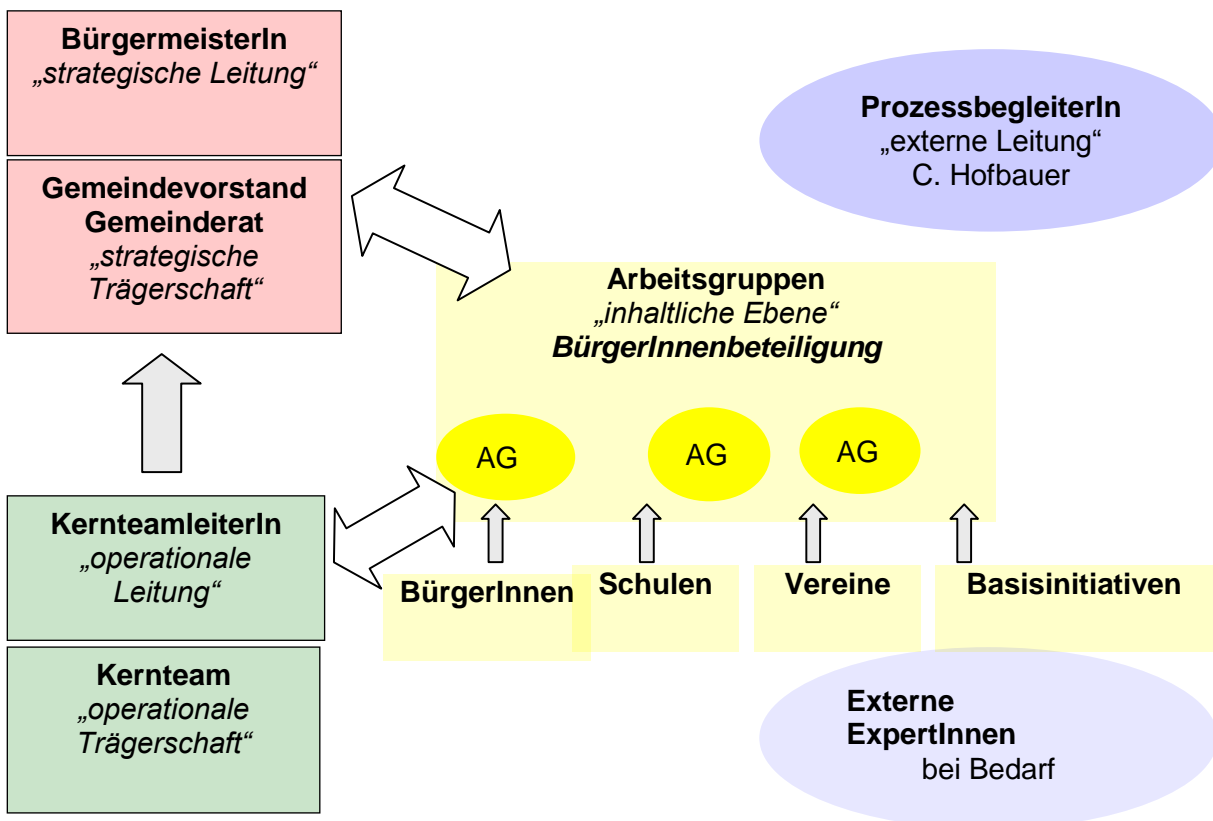 BürgermeisterIn
„strategische Leitung“
Gemeindevorstand
Gemeinderat
„strategische
Trägerschaft“
ProzessbegleiterIn
„externe Leitung“
C. Hofbauer
Arbeitsgruppen
„inhaltliche Ebene“
BürgerInnenbeteiligung
AG
AG
AG
KernteamleiterIn
„operationale
Leitung“
Kernteam
„operationale
Trägerschaft“
BürgerInnen
Schulen
Vereine
Basisinitiativen
Externe
ExpertInnen
bei Bedarf